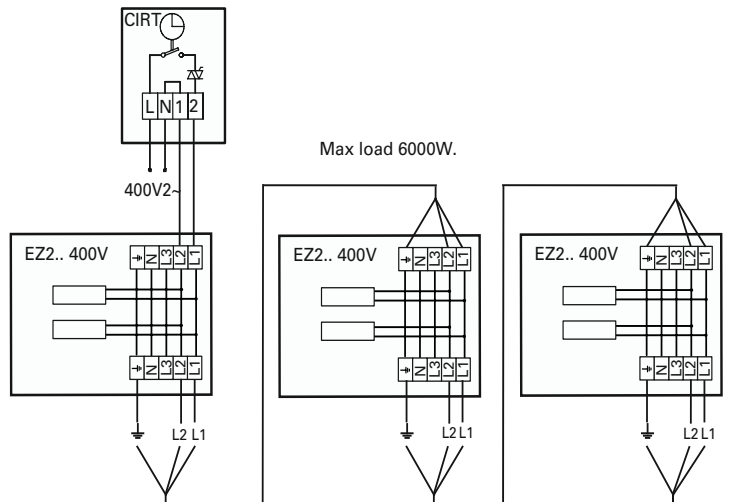 CIRT
L N 1 2
Max load 6000W.
400V2~
EZ2.. 400V
N L3 L2 L1
N L3 L2 L1
L2 L1
EZ2.. 400V
N L3 L2 L1
N L3 L2 L1
L2 L1
EZ2.. 400V
N L3 L2 L1
N L3 L2 L1
L2 L1